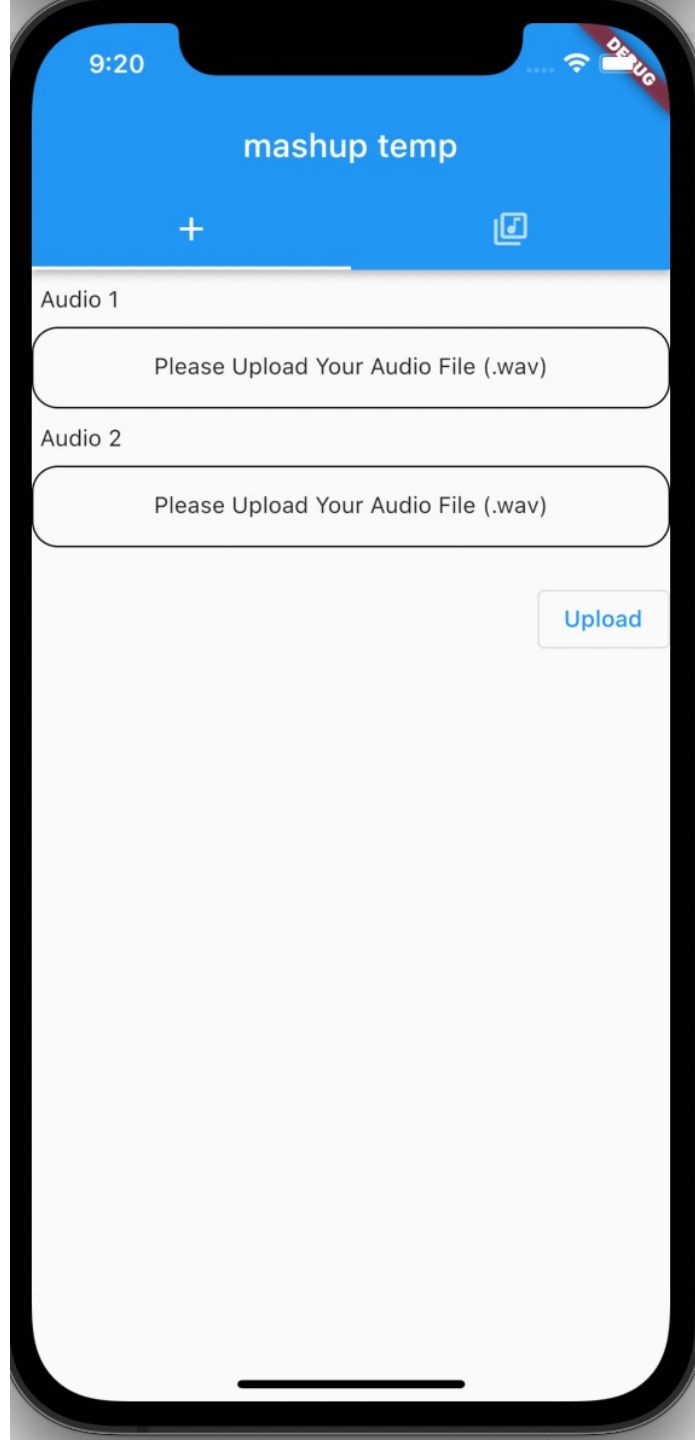 9:20
DEBUG
mashup temp
Audio 1
Please Upload Your Audio File (.wav)
Audio 2
Please Upload Your Audio File (.wav)
Upload